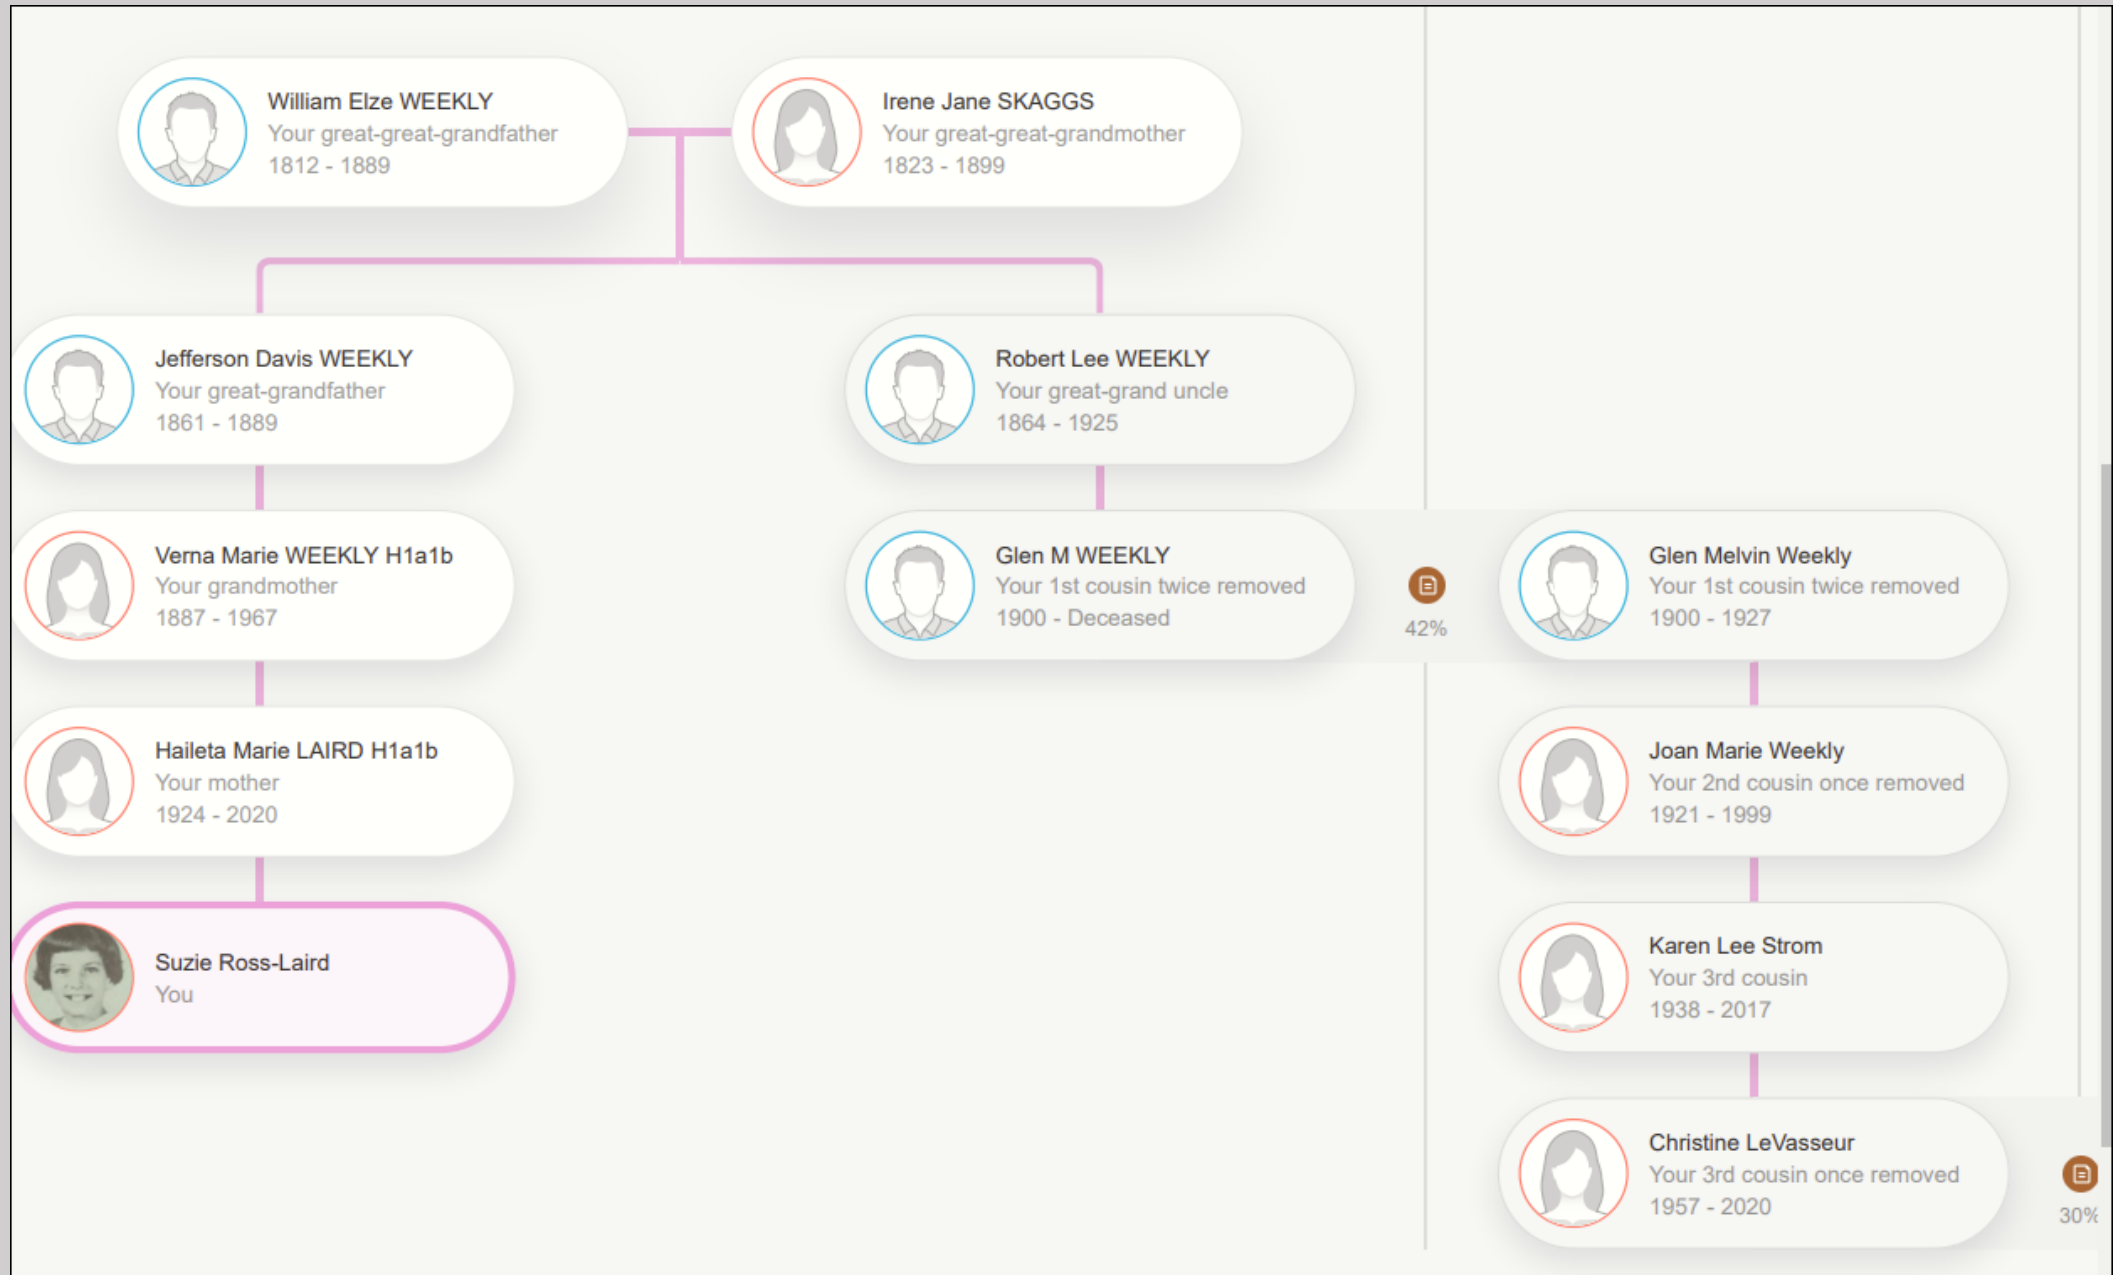 William Elze WEEKLY
Your great-great-grandfather
1812 - 1889
Irene Jane SKAGGS
Your great-great-grandmother
1823 - 1899
Jefferson Davis WEEKLY
Your great-grandfather
1861 - 1889
Robert Lee WEEKLY
Your great-grand uncle
1864 - 1925
Verna Marie WEEKLY H1a1b
Your grandmother
1887 - 1967
Glen M WEEKLY
Your 1st cousin twice removed
1900 - Deceased
42%
Glen Melvin Weekly
Your 1st cousin twice removed
1900 - 1927
Haileta Marie LAIRD H1a1b
Your mother
1924 - 2020
Joan Marie Weekly
Your 2nd cousin once removed
1921 - 1999
Suzie Ross-Laird
You
Karen Lee Strom
Your 3rd cousin
1938 - 2017
Christine LeVasseur
Your 3rd cousin once removed
1957 - 2020
30%